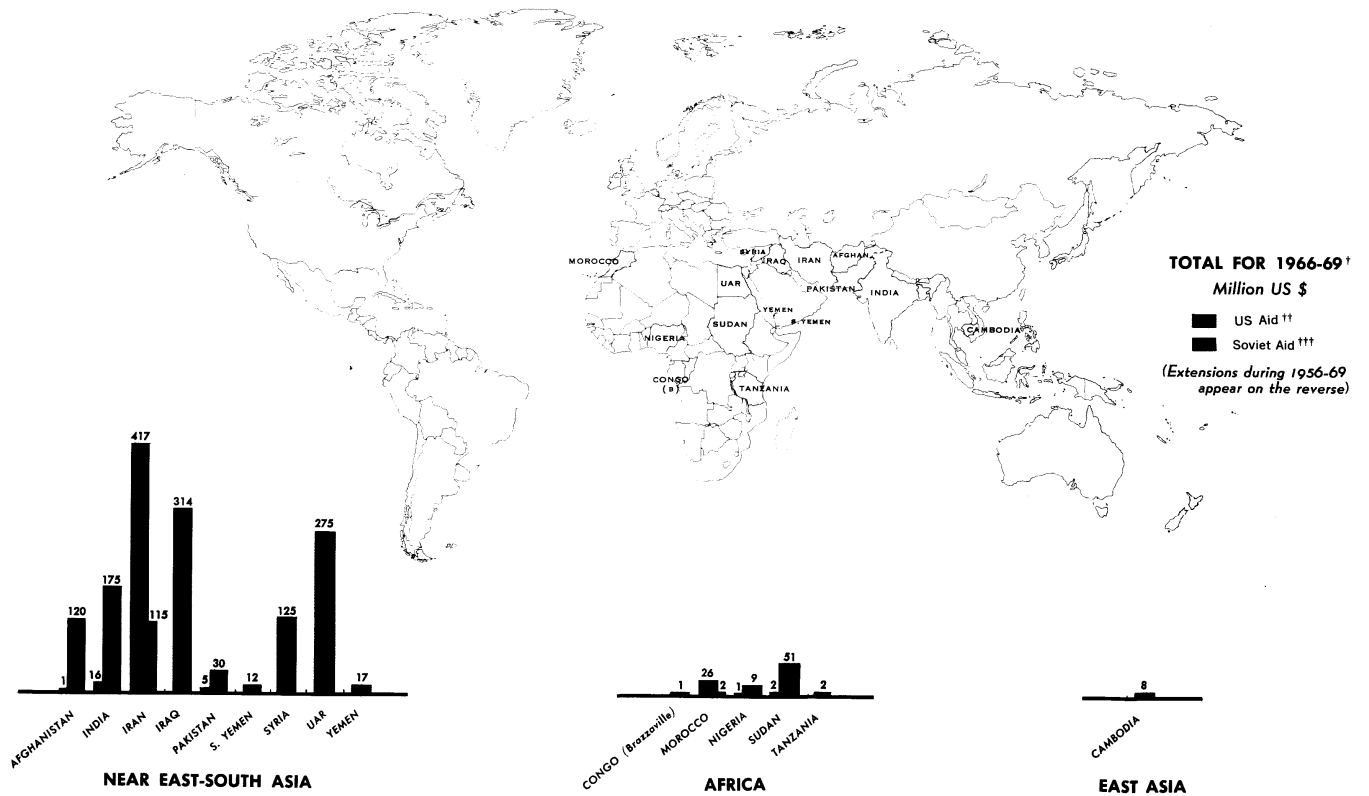 MOROCCO
SYRIA
IRAQ
IRAN
AFGHAN.
UAR
PAKISTAN
INDIA
YEMEN
S. YEMEN
SUDAN
NIGERIA
CAMBODIA
CONGO
(B)
TANZANIA
TOTAL FOR 1966-69†
Million US $
US Aid ††
Soviet Aid †††
(Extensions during 1956-69
appear on the reverse)
417
314
275
175
120
115
125
1
16
5
30
12
17
AFGHANISTAN
INDIA
IRAN
IRAQ
PAKISTAN
S. YEMEN
SYRIA
UAR
YEMEN
NEAR EAST-SOUTH ASIA
1
26
2
1
9
2
51
2
CONGO (Brazzaville)
MOROCCO
NIGERIA
SUDAN
TANZANIA
AFRICA
8
CAMBODIA
EAST ASIA